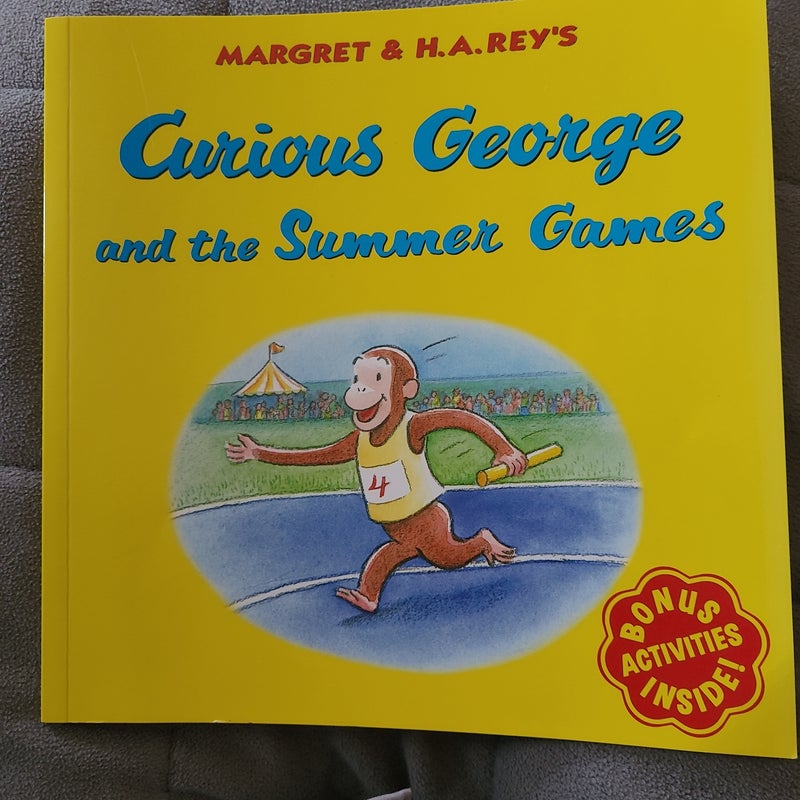 MARGRET & H.A.REY'S
Curious George
and the Summer Games
4
BONUS
ACTIVITIES
INSIDE!